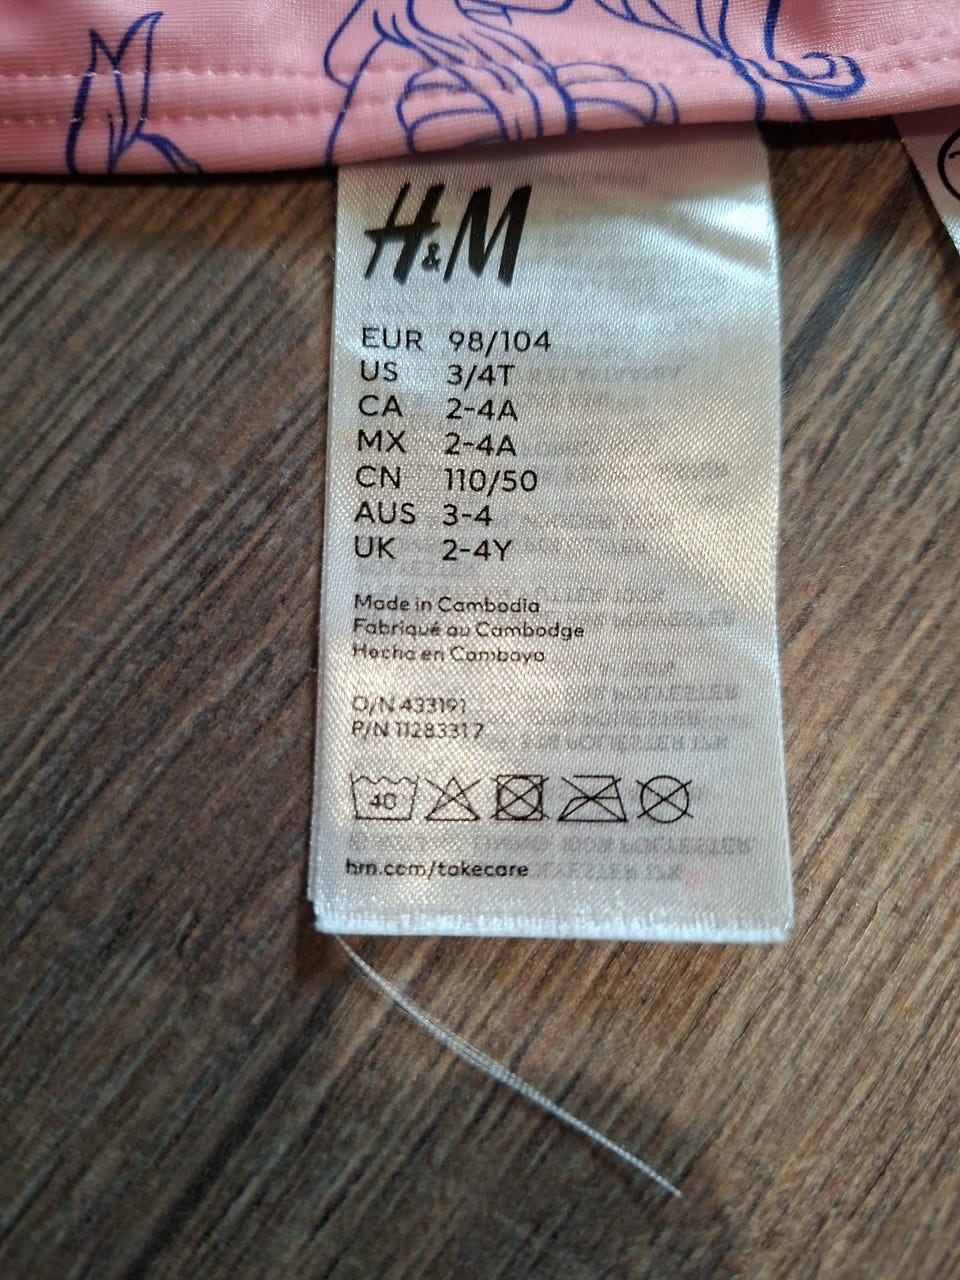 H&M
EUR 98/104
US 3/4T
CA 2-4A
MX 2-4A
CN 110/50
AUS 3-4
UK 2-4Y
Made in Cambodia
Fabriqué au Cambodge
Hecho en Camboya
O/N 433191
P/N 11283317
40
hm.com/takecare